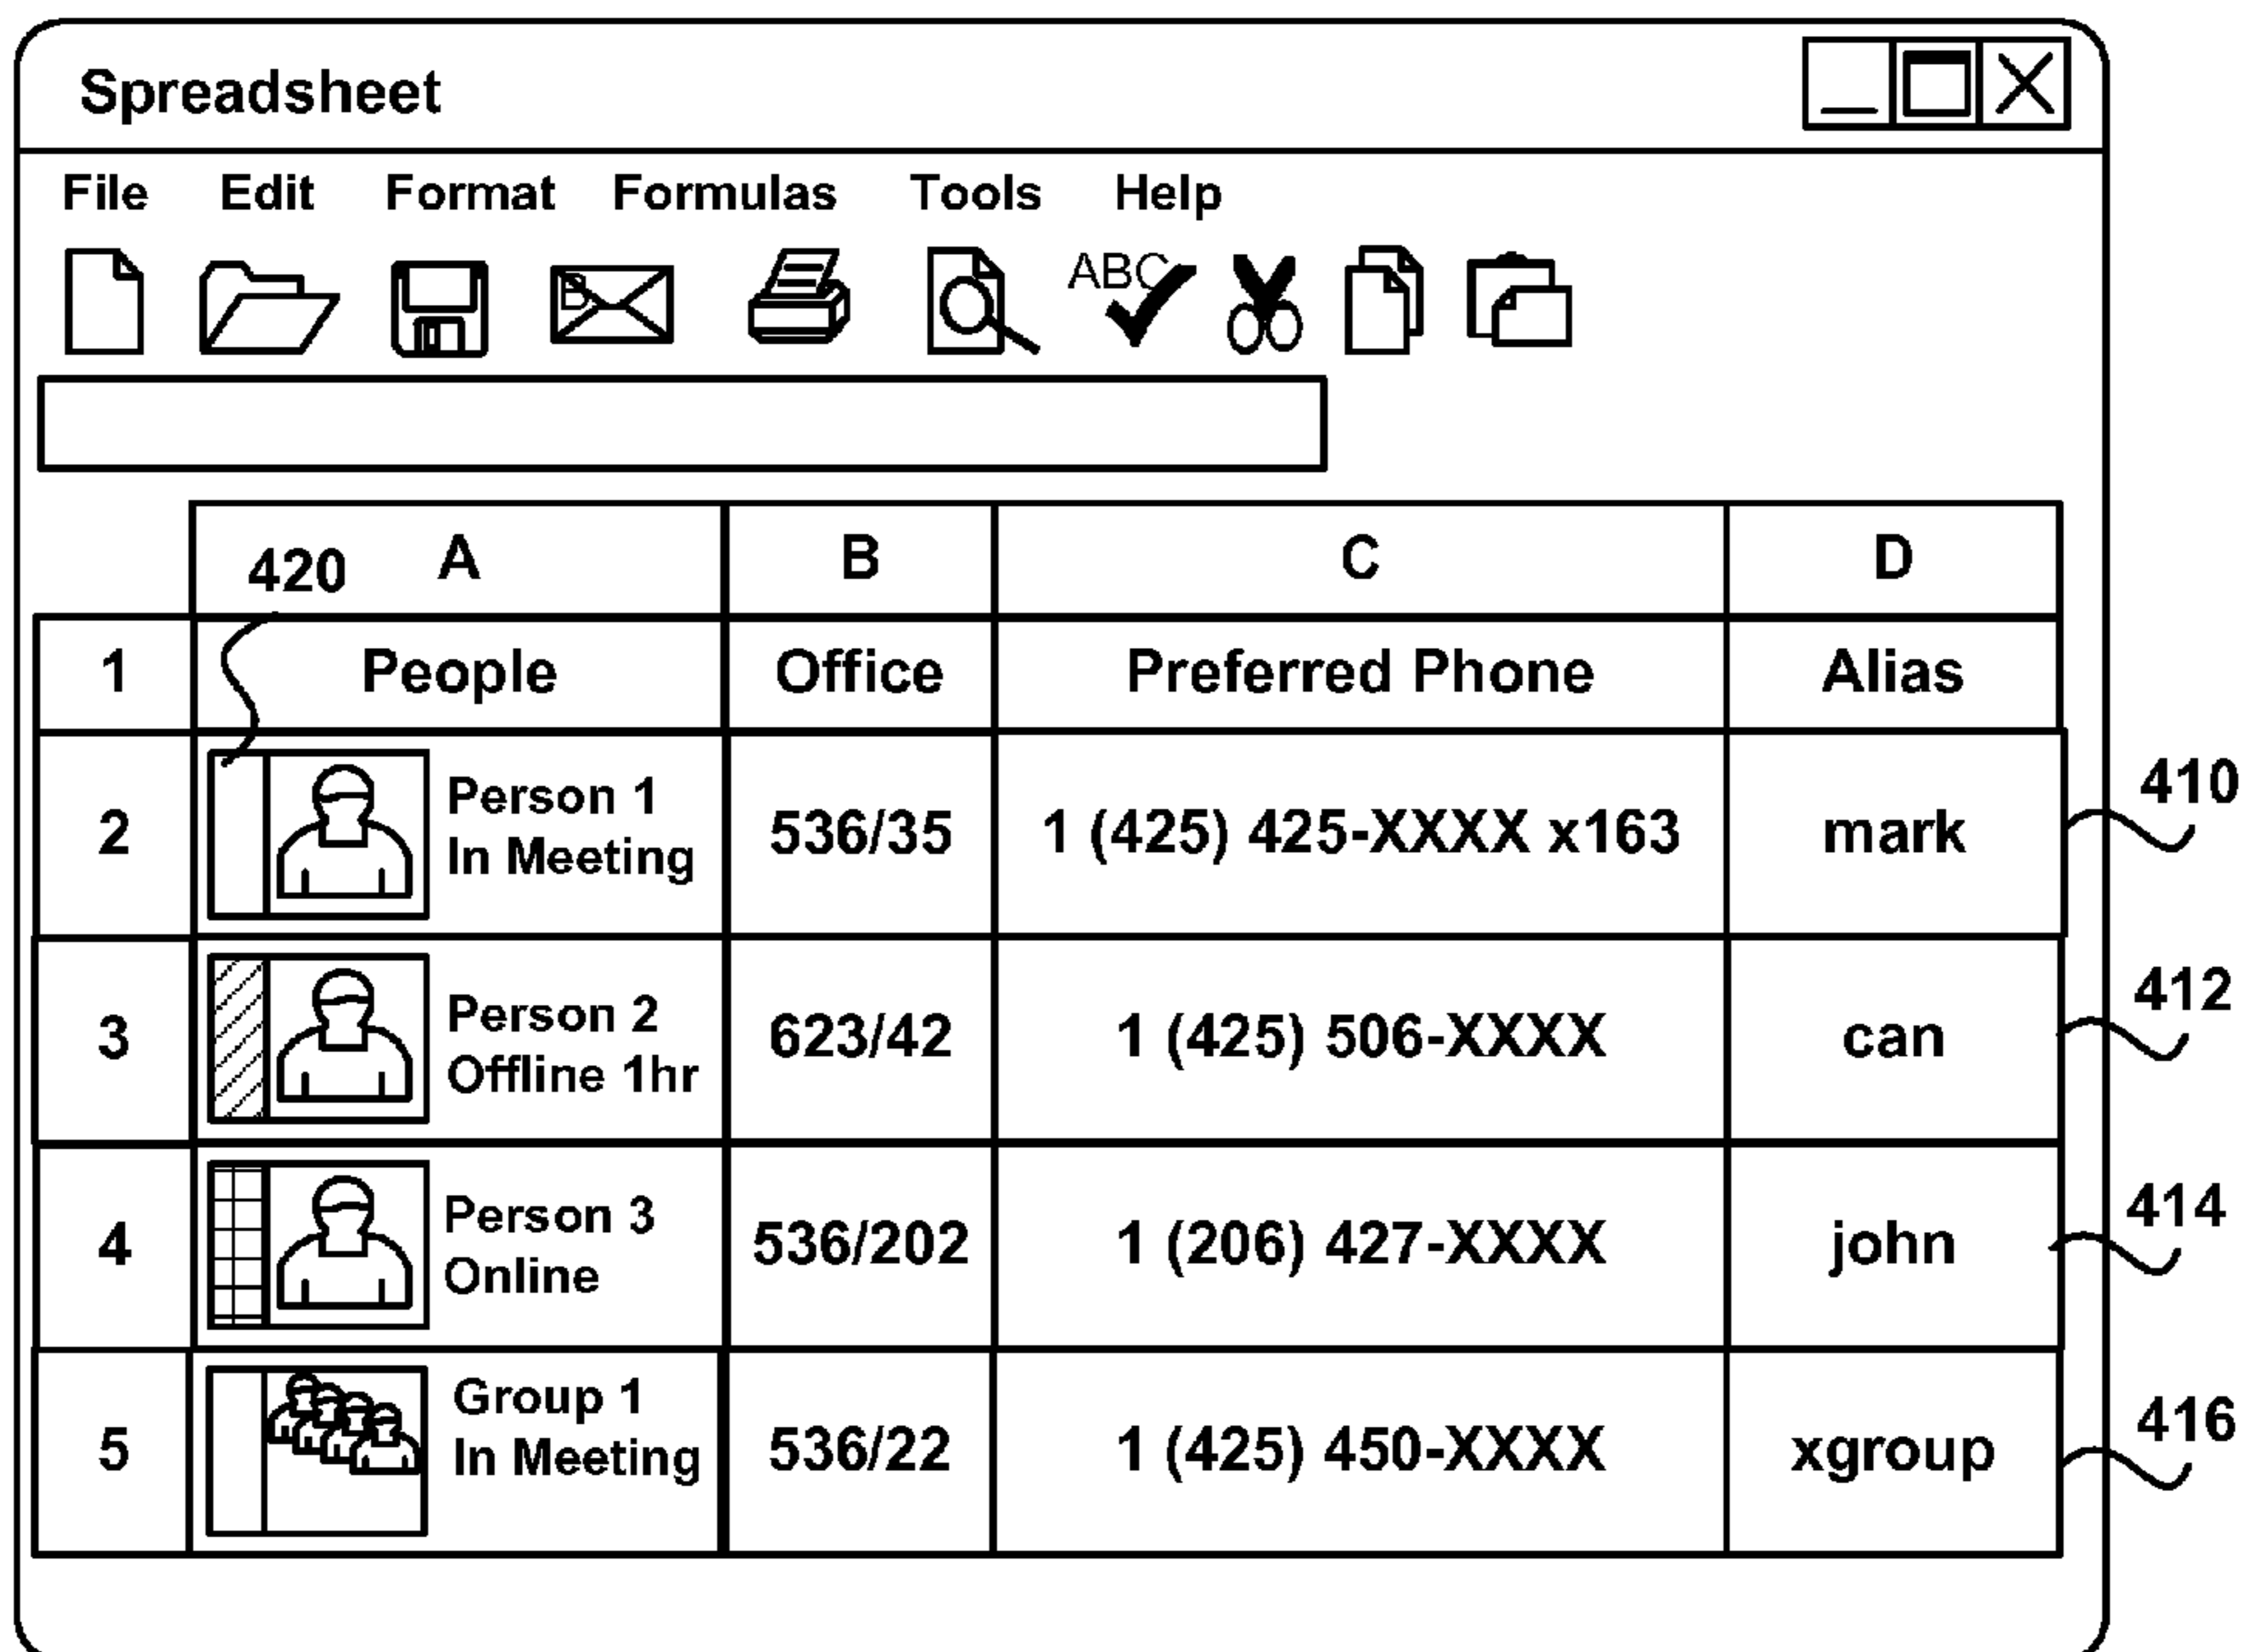 Spreadsheet
File Edit Format Formulas Tools Help
B
ABC
420 A B C D
1 People Office Preferred Phone Alias
2 Person 1 In Meeting 536/35 1 (425) 425-XXXX x163 mark 410
3 Person 2 Offline 1hr 623/42 1 (425) 506-XXXX can 412
4 Person 3 Online 536/202 1 (206) 427-XXXX john 414
5 Group 1 In Meeting 536/22 1 (425) 450-XXXX xgroup 416